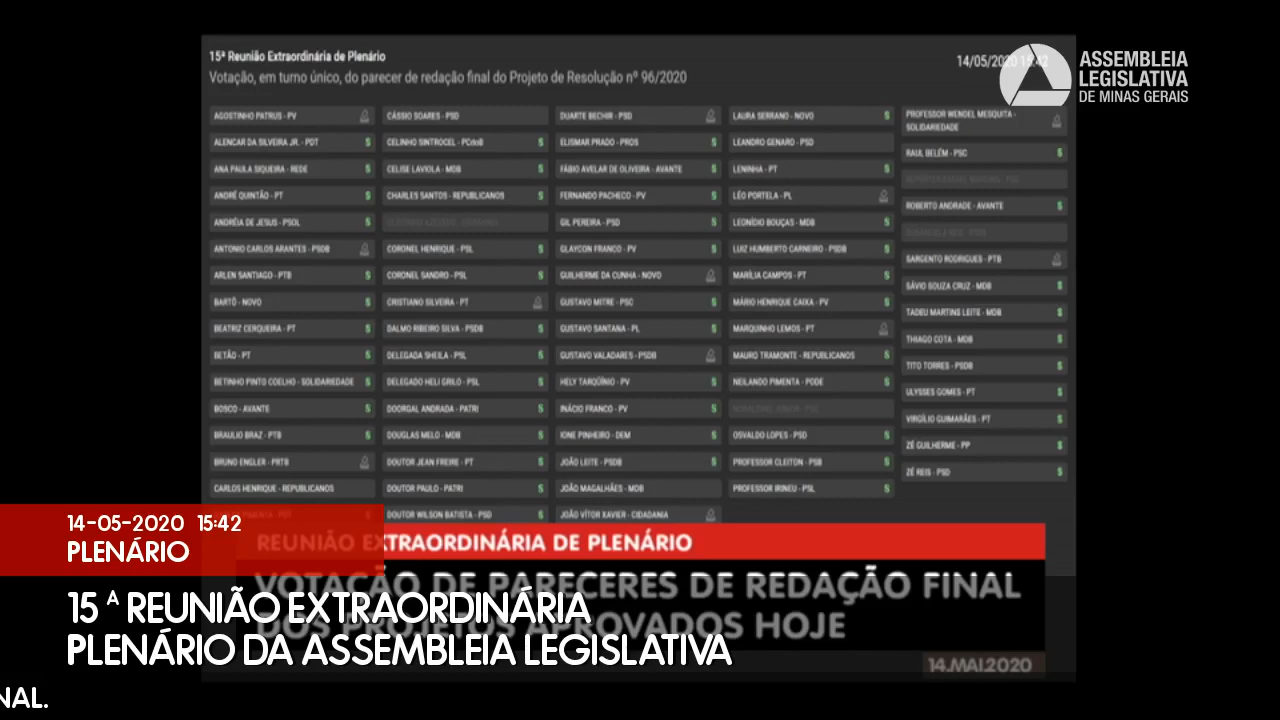 15ª Reunião Extraordinária de Plenário
Votação, em turno único, do parecer de redação final do Projeto de Resolução nº 96/2020
14/05/2020
ASSEMBLEIA
LEGISLATIVA
DE MINAS GERAIS
AGOSTINHO PATRUS - PV
ALENCAR DA SILVEIRA JR. - PDT S
ANA PAULA SIQUEIRA - REDE S
ANDRÉ QUINTÃO - PT S
ANDRÉIA DE JESUS - PSOL S
ANTONIO CARLOS ARANTES - PSDB
ARLEN SANTIAGO - PTB S
BARTÔ - NOVO S
BEATRIZ CERQUEIRA - PT S
BETÃO - PT S
BETINHO PINTO COELHO - SOLIDARIEDADE S
BOSCO - AVANTE S
BRAULIO BRAZ - PTB S
BRUNO ENGLER - PRTB
CARLOS HENRIQUE - REPUBLICANOS
CÁSSIO SOARES - PSD
CELINHO SINTROCEL - PCdoB S
CELISE LAVIOLA - MDB S
CHARLES SANTOS - REPUBLICANOS S
CORONEL HENRIQUE - PSL S
CORONEL SANDRO - PSL S
CRISTIANO SILVEIRA - PT
DALMO RIBEIRO SILVA - PSDB S
DELEGADA SHEILA - PSL S
DELEGADO HELI GRILO - PSL S
DOORGAL ANDRADA - PATRI S
DOUGLAS MELO - MDB S
DOUTOR JEAN FREIRE - PT S
DOUTOR PAULO - PATRI S
DOUTOR WILSON BATISTA - PSD S
DUARTE BECHIR - PSD
ELISMAR PRADO - PROS S
FÁBIO AVELAR DE OLIVEIRA - AVANTE S
FERNANDO PACHECO - PV S
GIL PEREIRA - PSD S
GLAYCON FRANCO - PV S
GUILHERME DA CUNHA - NOVO
GUSTAVO MITRE - PSC S
GUSTAVO SANTANA - PL S
GUSTAVO VALADARES - PSDB
HELY TARQÜÍNIO - PV S
INÁCIO FRANCO - PV S
IONE PINHEIRO - DEM S
JOÃO LEITE - PSDB S
JOÃO MAGALHÃES - MDB
JOÃO VÍTOR XAVIER - CIDADANIA
LAURA SERRANO - NOVO S
LEANDRO GENARO - PSD
LENINHA - PT S
LÉO PORTELA - PL
LEONÍDIO BOUÇAS - MDB S
LUIZ HUMBERTO CARNEIRO - PSDB S
MARÍLIA CAMPOS - PT S
MÁRIO HENRIQUE CAIXA - PV S
MARQUINHO LEMOS - PT
MAURO TRAMONTE - REPUBLICANOS S
NEILANDO PIMENTA - PODE S
OSVALDO LOPES - PSD S
PROFESSOR CLEITON - PSB S
PROFESSOR IRINEU - PSL S
PROFESSOR WENDEL MESQUITA -
SOLIDARIEDADE
RAUL BELÉM - PSC S
ROBERTO ANDRADE - AVANTE S
SARGENTO RODRIGUES - PTB
SÁVIO SOUZA CRUZ - MDB S
TADEU MARTINS LEITE - MDB S
THIAGO COTA - MDB S
TITO TORRES - PSDB S
ULYSSES GOMES - PT S
VIRGÍLIO GUIMARÃES - PT S
ZÉ GUILHERME - PP S
ZÉ REIS - PSD S
14-05-2020 15:42
PLENÁRIO
REUNIÃO EXTRAORDINÁRIA DE PLENÁRIO
VOTAÇÃO DE PARECERES DE REDAÇÃO FINAL
DOS PROJETOS APROVADOS HOJE
15 ª REUNIÃO EXTRAORDINÁRIA
PLENÁRIO DA ASSEMBLEIA LEGISLATIVA
14.MAI.2020
NAL.